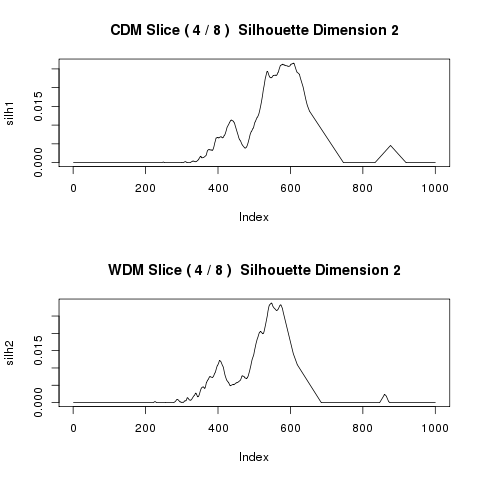 CDM Slice ( 4 / 8 )  Silhouette Dimension 2
silh1
0.000
0.015
0 200 400 600 800 1000
Index
WDM Slice ( 4 / 8 )  Silhouette Dimension 2
silh2
0.000
0.015
0 200 400 600 800 1000
Index